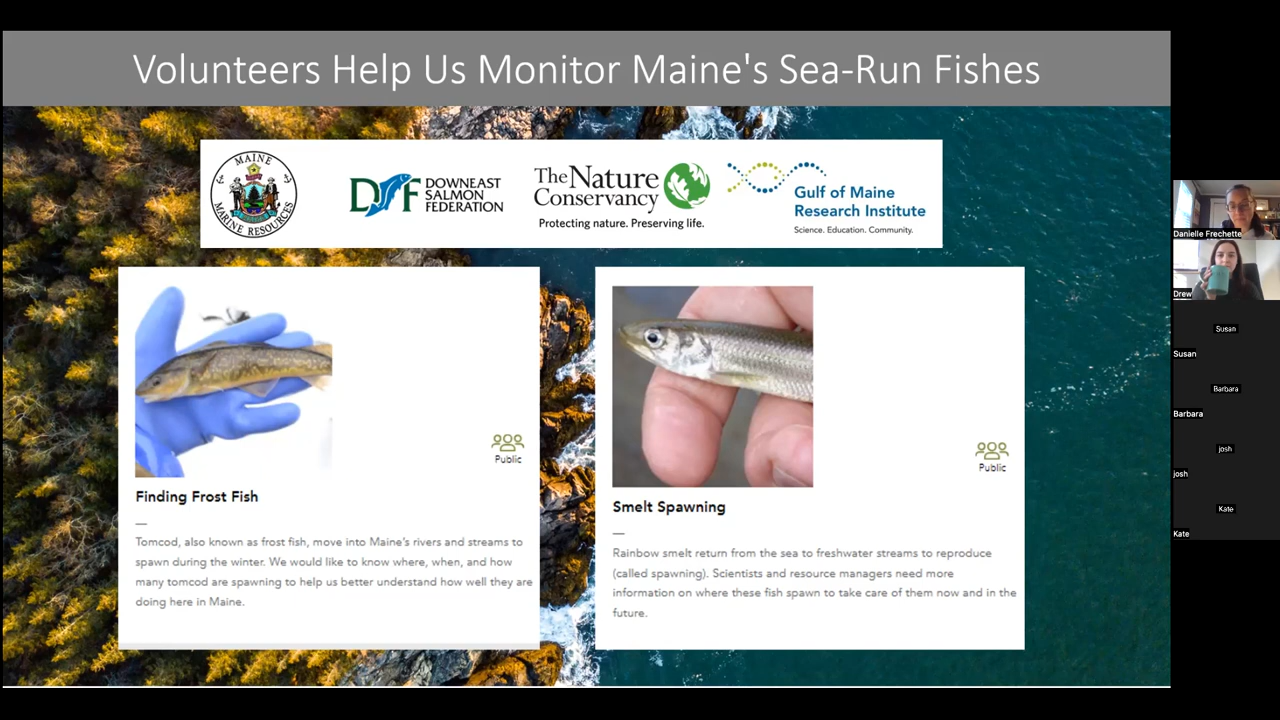 Volunteers Help Us Monitor Maine's Sea-Run Fishes
MAINE
MARINE RESOURCES
DSF DOWNEAST
SALMON
FEDERATION
The Nature
Conservancy
Protecting nature. Preserving life.
Gulf of Maine
Research Institute
Science. Education. Community.
Public
Finding Frost Fish
—
Tomcod, also known as frost fish, move into Maine's rivers and streams to
spawn during the winter. We would like to know where, when, and how
many tomcod are spawning to help us better understand how well they are
doing here in Maine.
Public
Smelt Spawning
—
Rainbow smelt return from the sea to freshwater streams to reproduce
(called spawning). Scientists and resource managers need more
information on where these fish spawn to take care of them now and in the
future.
Danielle Frechette
Drew
Susan
Susan
Barbara
Barbara
josh
josh
Kate
Kate